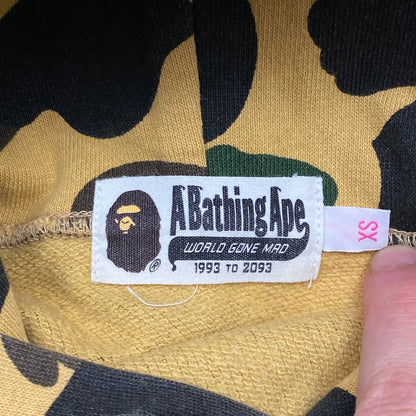 A Bathing Ape
WORLD GONE MAD
1993 TO 2093
®
XS